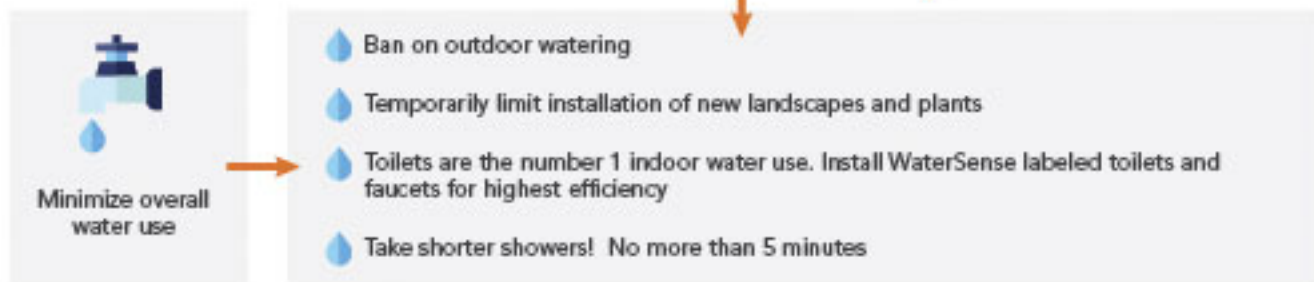 Minimize overall
water use
Ban on outdoor watering
Temporarily limit installation of new landscapes and plants
Toilets are the number 1 indoor water use. Install WaterSense labeled toilets and
faucets for highest efficiency
Take shorter showers! No more than 5 minutes